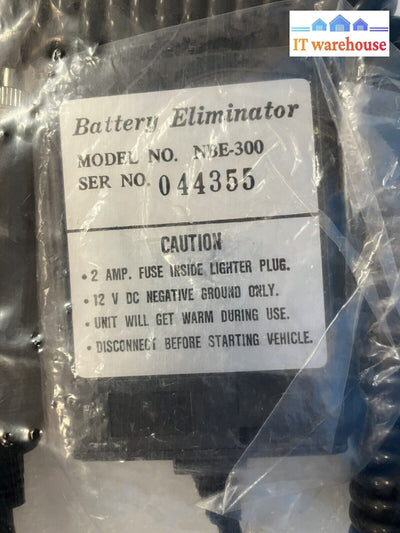 IT warehouse
Battery Eliminator
MODEL NO. NBE-300
SER NO. 044355
CAUTION
• 2 AMP. FUSE INSIDE LIGHTER PLUG.
• 12 V DC NEGATIVE GROUND ONLY.
• UNIT WILL GET WARM DURING USE.
• DISCONNECT BEFORE STARTING VEHICLE.